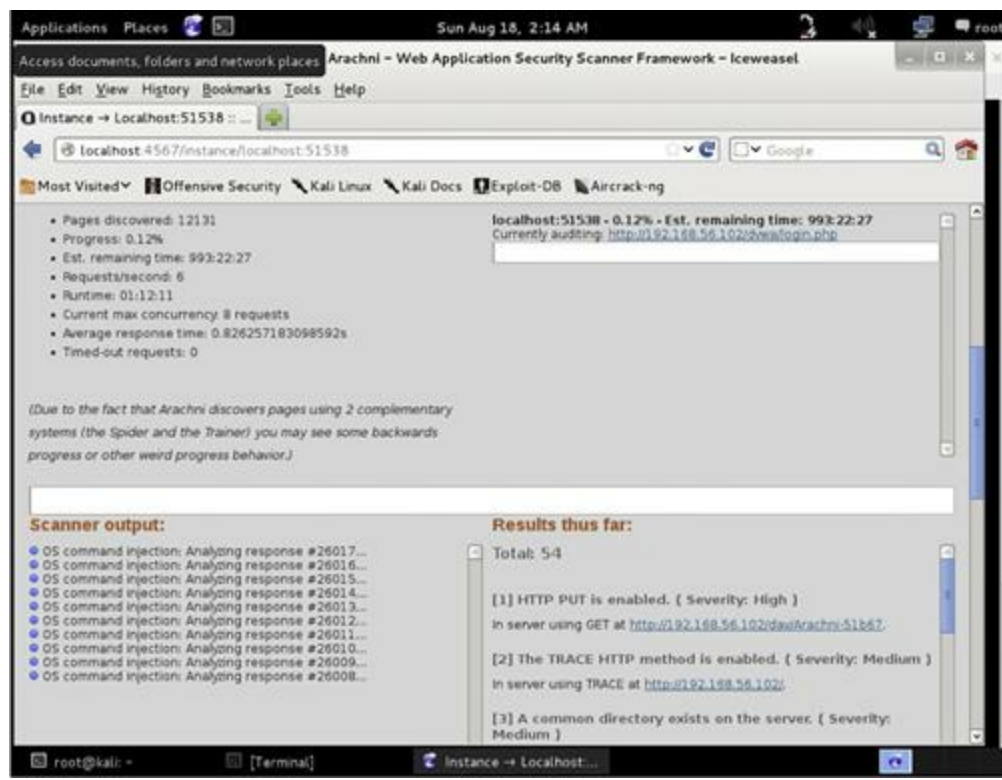 Applications Places Sun Aug 18, 2:14 AM root
Access documents, folders and network places Arachni - Web Application Security Scanner Framework - Iceweasel
File Edit View History Bookmarks Tools Help
Instance → Localhost:51538 :: ...
localhost:4567/instance/localhost:51538 Google
Most Visited Offensive Security Kali Linux Kali Docs Exploit-DB Aircrack-ng
• Pages discovered: 12131
• Progress: 0.12%
• Est. remaining time: 993:22:27
• Requests/second: 6
• Runtime: 01:12:11
• Current max concurrency: 8 requests
• Average response time: 0.826257183098592s
• Timed-out requests: 0
(Due to the fact that Arachni discovers pages using 2 complementary
systems (the Spider and the Trainer) you may see some backwards
progress or other weird progress behavior.)
localhost:51538 - 0.12% - Est. remaining time: 993:22:27
Currently auditing: http://192.168.56.102/dvwa/login.php
Scanner output:
OS command injection: Analyzing response #26017...
OS command injection: Analyzing response #26016...
OS command injection: Analyzing response #26015...
OS command injection: Analyzing response #26014...
OS command injection: Analyzing response #26013...
OS command injection: Analyzing response #26012...
OS command injection: Analyzing response #26011...
OS command injection: Analyzing response #26010...
OS command injection: Analyzing response #26009...
OS command injection: Analyzing response #26008...
Results thus far:
Total: 54
[1] HTTP PUT is enabled. ( Severity: High )
In server using GET at http://192.168.56.102/dav/Arachni-51b67.
[2] The TRACE HTTP method is enabled. ( Severity: Medium )
In server using TRACE at http://192.168.56.102/.
[3] A common directory exists on the server. ( Severity:
Medium )
root@kali: ~ [Terminal] Instance → Localhost:...